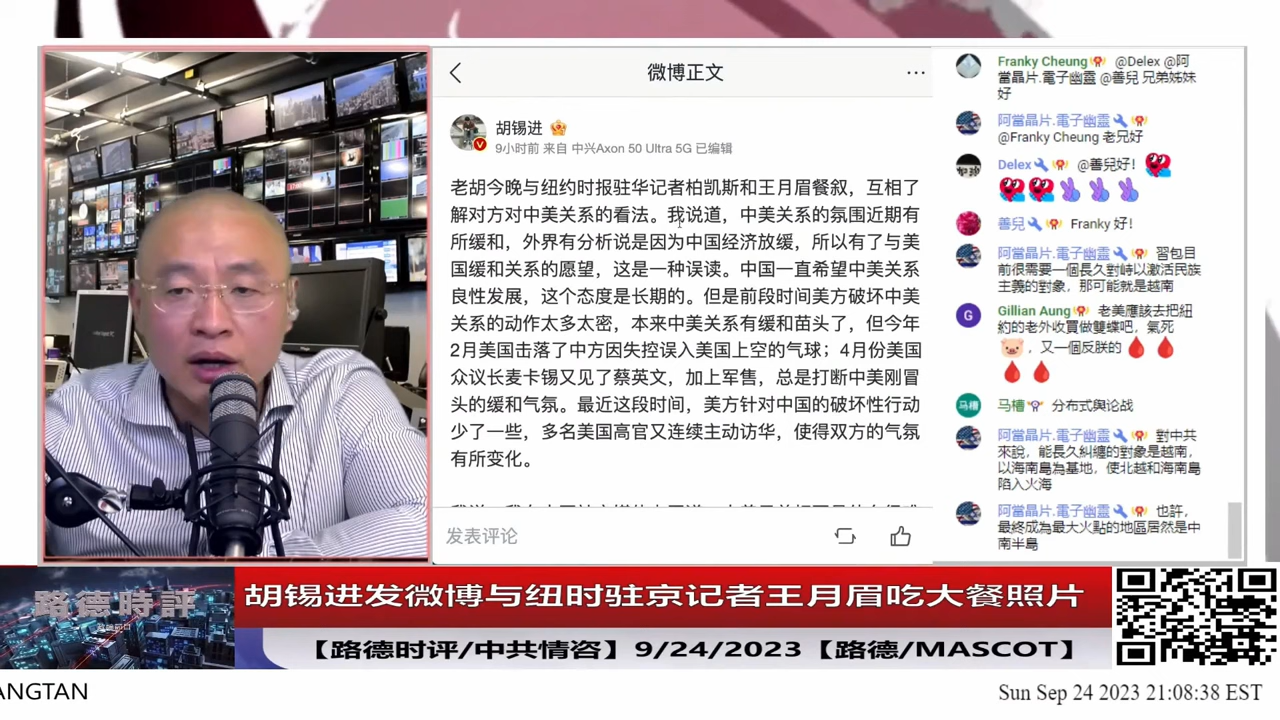 微博正文
胡锡进
9小时前 来自 中兴Axon 50 Ultra 5G 已编辑
老胡今晚与纽约时报驻华记者柏凯斯和王月眉餐叙，互相了
解对方对中美关系的看法。我说道，中美关系的氛围近期有
所缓和，外界有分析说是因为中国经济放缓，所以有了与美
国缓和关系的愿望，这是一种误读。中国一直希望中美关系
良性发展，这个态度是长期的。但是前段时间美方破坏中美
关系的动作太多太密，本来中美关系有缓和苗头了，但今年
2月美国击落了中方因失控误入美国上空的气球；4月份美国
众议长麦卡锡又见了蔡英文，加上军售，总是打断中美刚冒
头的缓和气氛。最近这段时间，美方针对中国的破坏性行动
少了一些，多名美国高官又连续主动访华，使得双方的气氛
有所变化。
发表评论
Franky Cheung @Delex @阿
當晶片.電子幽靈 @善兒 兄弟姊妹
好
阿當晶片.電子幽靈
@Franky Cheung 老兄好
Delex @善兒好！
善兒 Franky 好！
阿當晶片.電子幽靈 習包目
前很需要一個長久對峙以激活民族
主義的對象，那可能就是越南
G
Gillian Aung 老美應該去把紐
約的老外收買做雙蝶吧，氣死
，又一個反朕的
马槽
马槽 分布式舆论战
阿當晶片.電子幽靈 對中共
來說，能長久糾纏的對象是越南，
以海南島為基地，使北越和海南島
陷入火海
阿當晶片.電子幽靈 也許，
最終成為最大火點的地區居然是中
南半島
路德時評
胡锡进发微博与纽时驻京记者王月眉吃大餐照片
【路德时评/中共情咨】9/24/2023【路德/MASCOT】
ANGTAN
Sun Sep 24 2023 21:08:38 EST